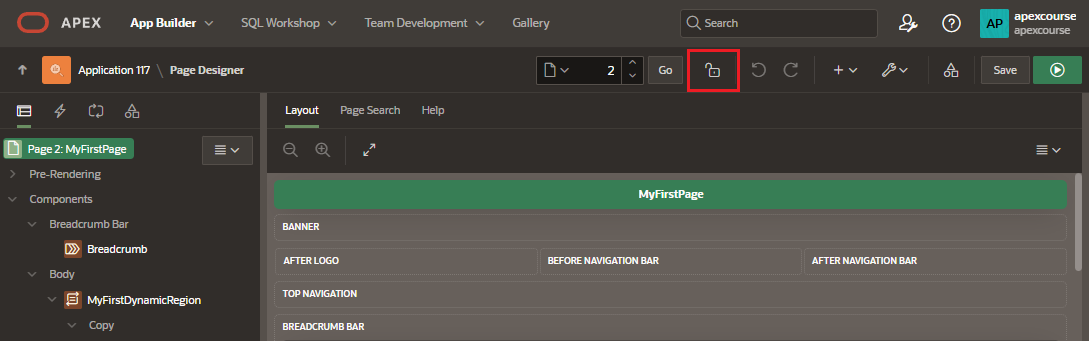 APEX App Builder SQL Workshop Team Development Gallery Search AP apexcourse
apexcourse
Application 117 \ Page Designer 2 Go Save
Layout Page Search Help
Page 2: MyFirstPage
Pre-Rendering
Components
Breadcrumb Bar
Breadcrumb
Body
MyFirstDynamicRegion
Copy
MyFirstPage
BANNER
AFTER LOGO BEFORE NAVIGATION BAR AFTER NAVIGATION BAR
TOP NAVIGATION
BREADCRUMB BAR